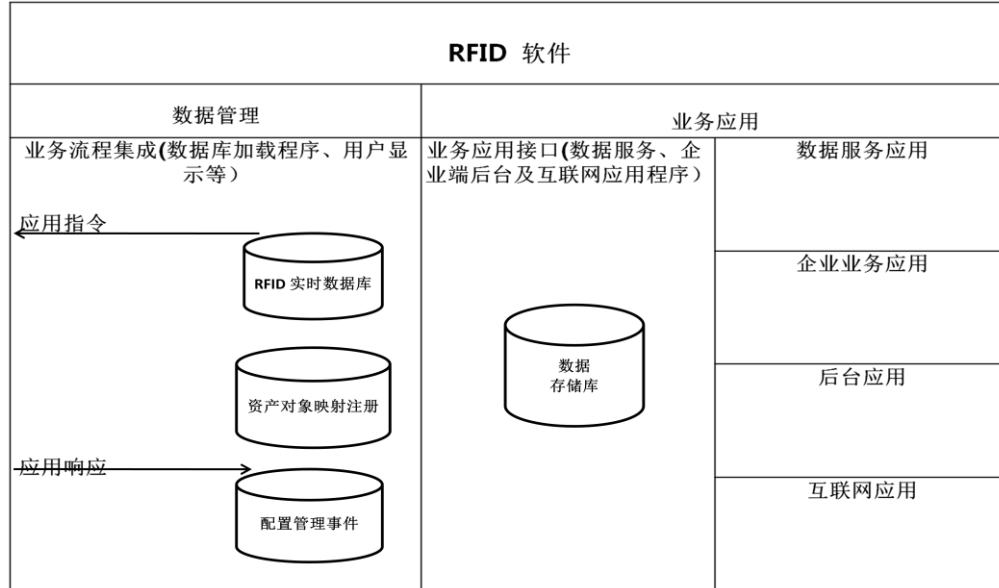 RFID 软件
数据管理
业务应用
业务流程集成(数据库加载程序、用户显
示等）
业务应用接口(数据服务、企
业端后台及互联网应用程序）
数据服务应用
应用指令
RFID 实时数据库
企业业务应用
数据
存储库
后台应用
资产对象映射注册
应用响应
互联网应用
配置管理事件